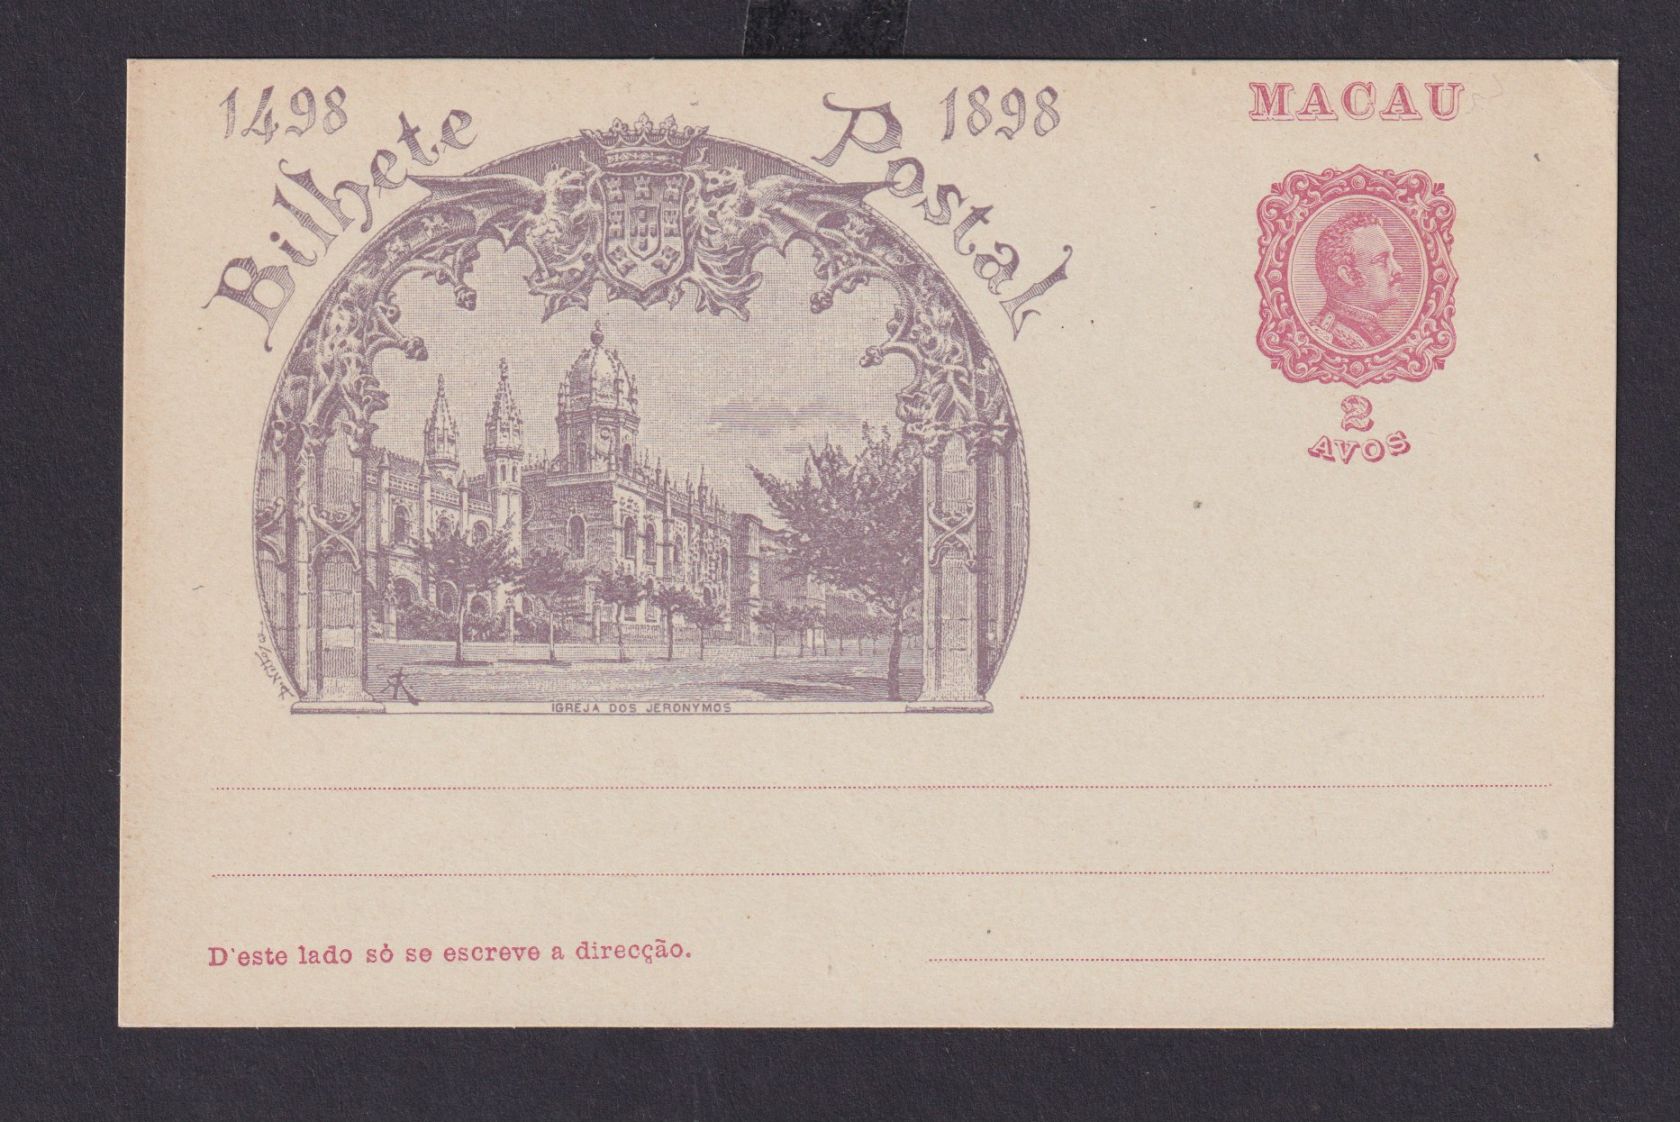 1498
Bilhete Postal
1898
MACAU
2
AVOS
IGREJA DOS JERONYMOS
D'este lado só se escreve a direcção.